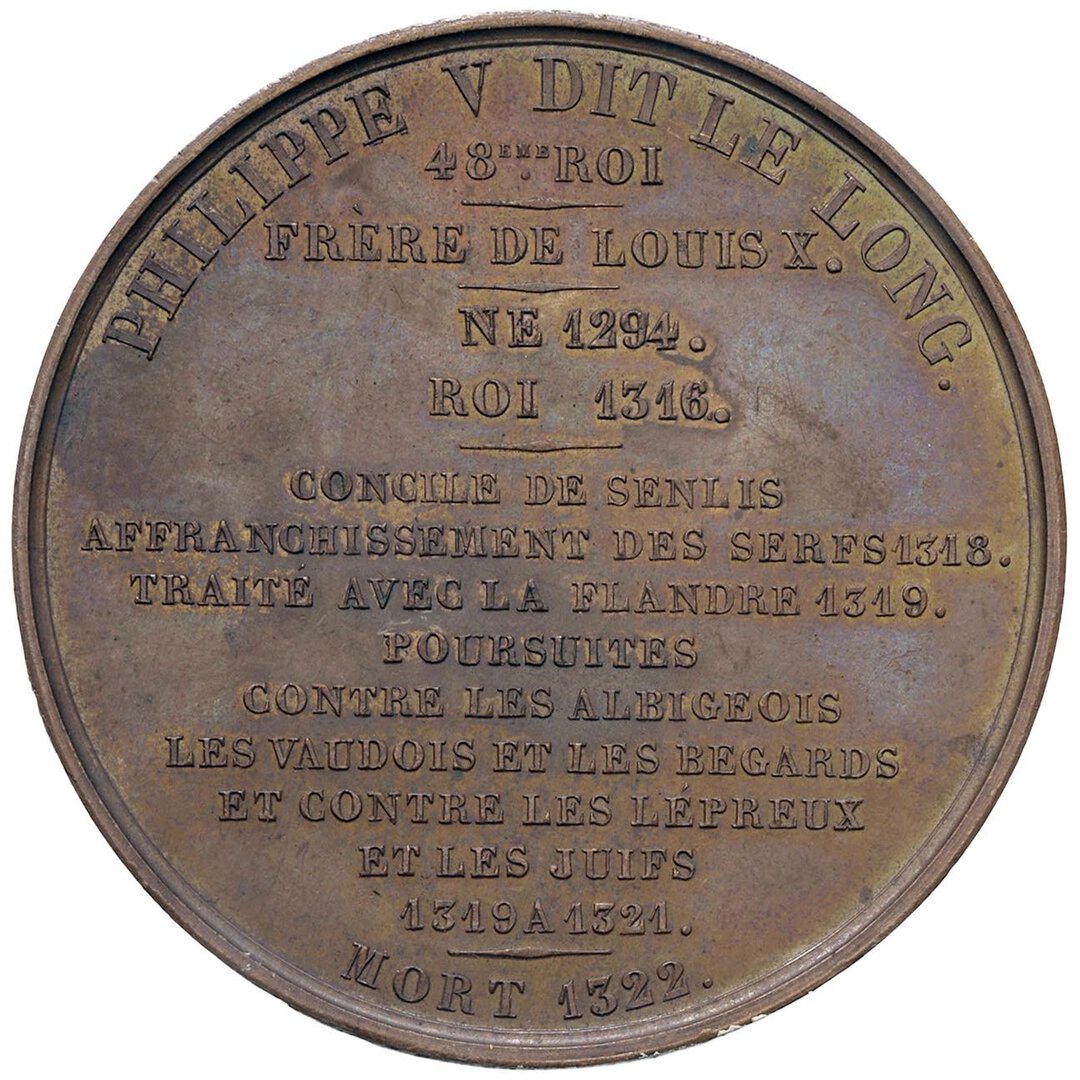 PHILIPPE V DIT LE LONG.
48EME. ROI
FRÈRE DE LOUIS X.
NE 1294.
ROI 1316.
CONCILE DE SENLIS
AFFRANCHISSEMENT DES SERFS 1318.
TRAITÉ AVEC LA FLANDRE 1319.
POURSUITES
CONTRE LES ALBIGEOIS
LES VAUDOIS ET LES BEGARDS
ET CONTRE LES LÉPREUX
ET LES JUIFS
1319 A 1321.
MORT 1322.